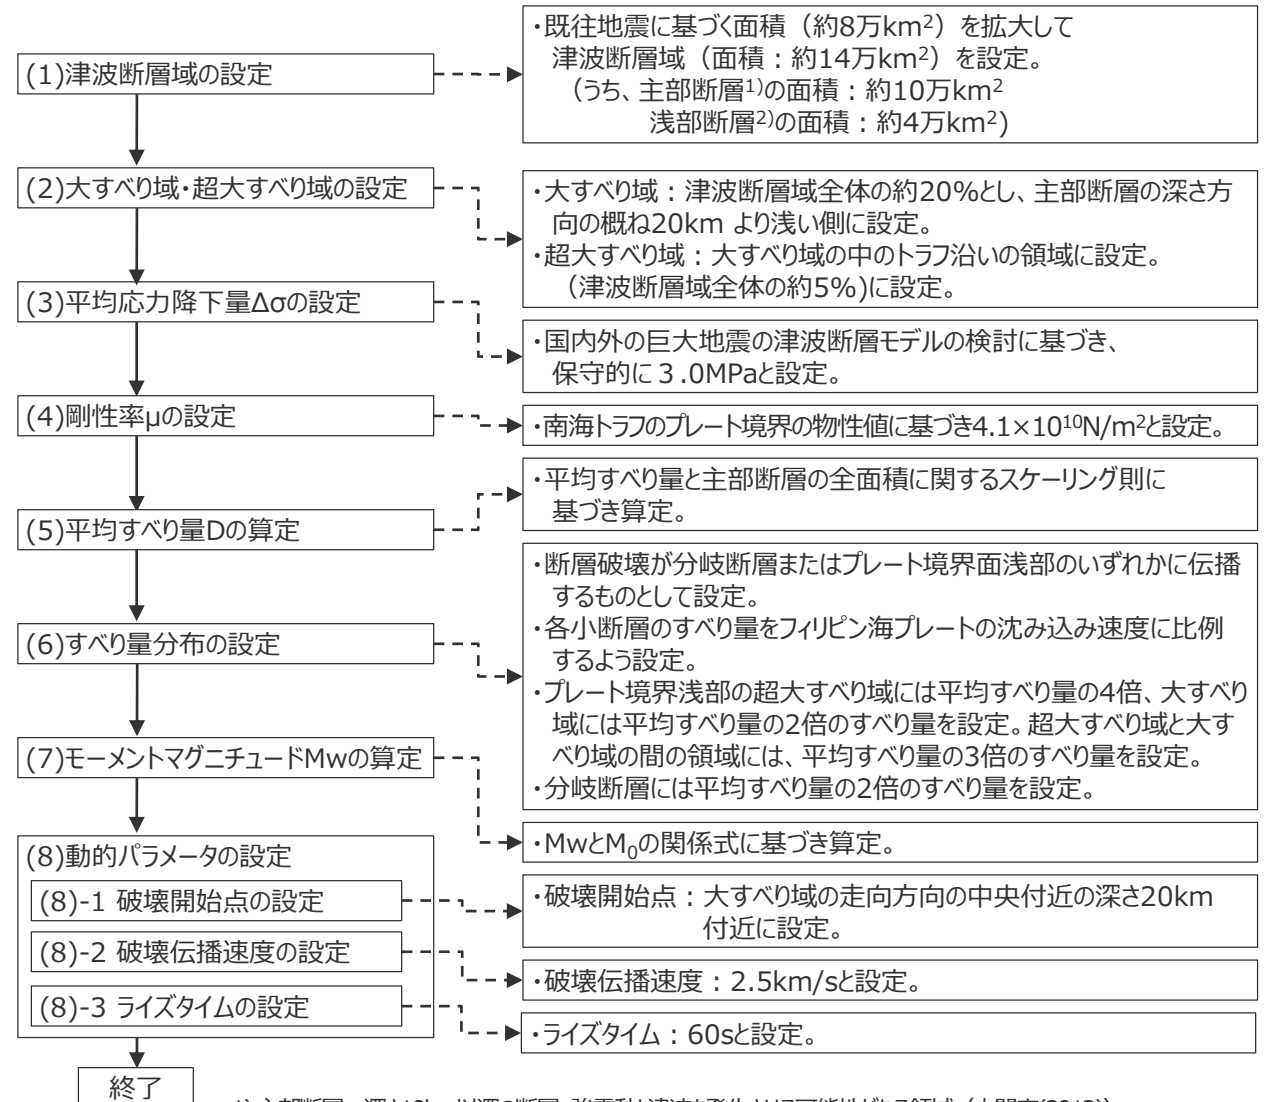 (1)津波断層域の設定
・既往地震に基づく面積（約8万km²）を拡大して
津波断層域（面積：約14万km²）を設定。
（うち、主部断層¹⁾の面積：約10万km²
浅部断層²⁾の面積：約4万km²)
(2)大すべり域・超大すべり域の設定
・大すべり域：津波断層域全体の約20%とし、主部断層の深さ方
向の概ね20km より浅い側に設定。
・超大すべり域：大すべり域の中のトラフ沿いの領域に設定。
（津波断層域全体の約5%)に設定。
(3)平均応力降下量Δσの設定
・国内外の巨大地震の津波断層モデルの検討に基づき、
保守的に３.0MPaと設定。
(4)剛性率μの設定
・南海トラフのプレート境界の物性値に基づき4.1×10¹⁰N/m²と設定。
(5)平均すべり量Dの算定
・平均すべり量と主部断層の全面積に関するスケーリング則に
基づき算定。
(6)すべり量分布の設定
・断層破壊が分岐断層またはプレート境界面浅部のいずれかに伝播
するものとして設定。
・各小断層のすべり量をフィリピン海プレートの沈み込み速度に比例
するよう設定。
・プレート境界浅部の超大すべり域には平均すべり量の4倍、大すべり
域には平均すべり量の2倍のすべり量を設定。超大すべり域と大す
べり域の間の領域には、平均すべり量の3倍のすべり量を設定。
・分岐断層には平均すべり量の2倍のすべり量を設定。
(7)モーメントマグニチュードMwの算定
・MwとM₀の関係式に基づき算定。
(8)動的パラメータの設定
(8)-1 破壊開始点の設定
・破壊開始点：大すべり域の走向方向の中央付近の深さ20km
付近に設定。
(8)-2 破壊伝播速度の設定
・破壊伝播速度：2.5km/sと設定。
(8)-3 ライズタイムの設定
・ライズタイム：60sと設定。
終了